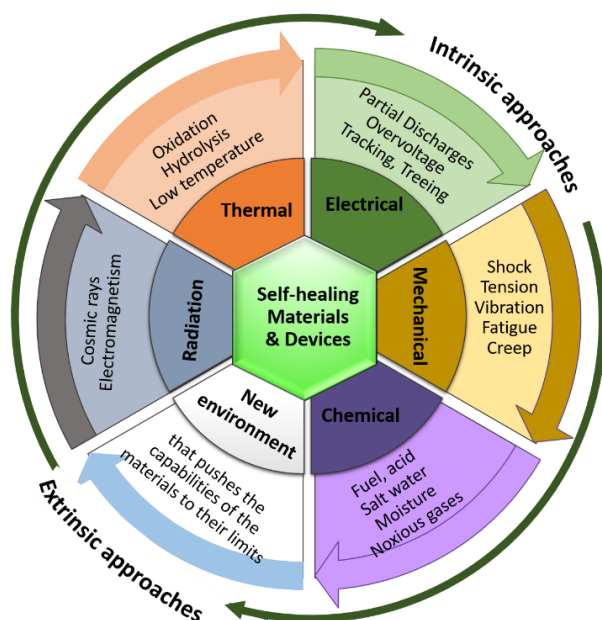 Self-healing
Materials
& Devices
Intrinsic approaches
Electrical
Partial Discharges
Overvoltage
Tracking, Treeing
Mechanical
Shock
Tension
Vibration
Fatigue
Creep
Chemical
Fuel, acid
Salt water
Moisture
Noxious gases
Extrinsic approaches
New
environment
that pushes the
capabilities of the
materials to their limits
Radiation
Cosmic rays
Electromagnetism
Thermal
Oxidation
Hydrolysis
Low temperature